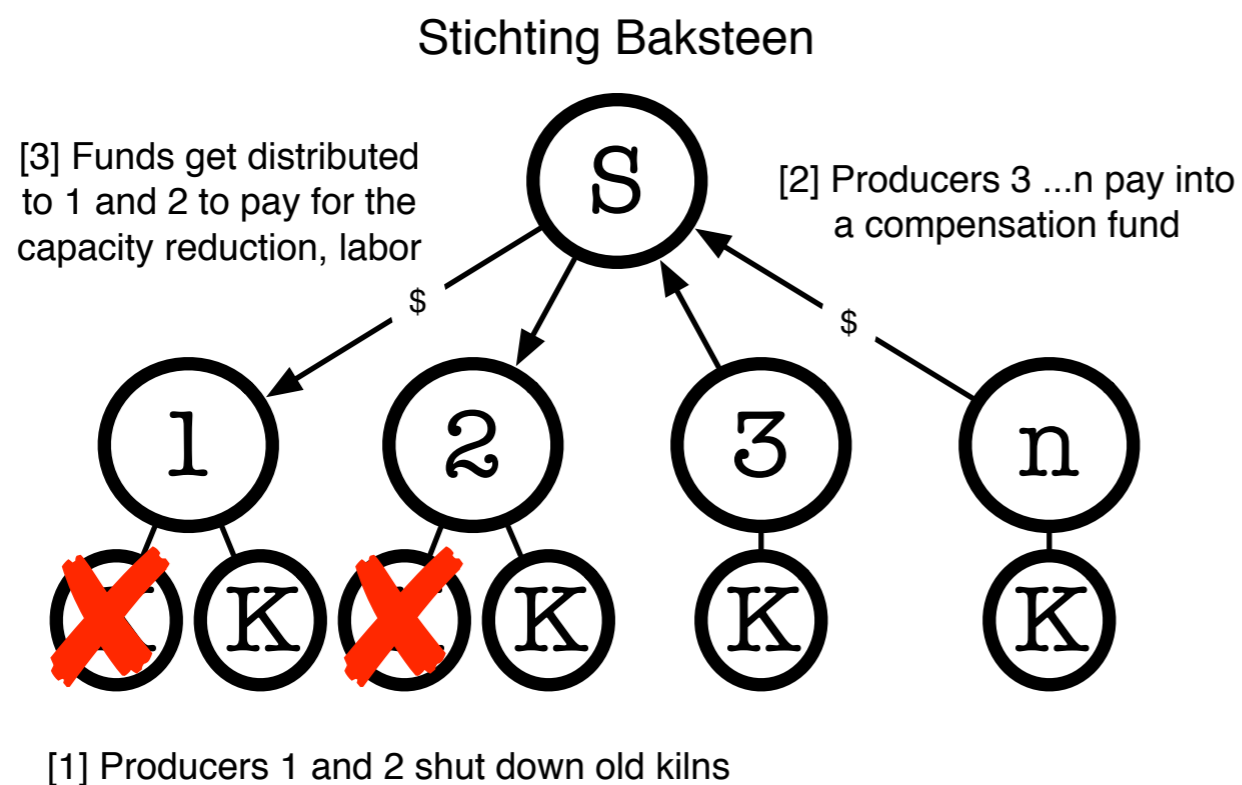 Stichting Baksteen
[3] Funds get distributed
to 1 and 2 to pay for the
capacity reduction, labor
S
[2] Producers 3 ...n pay into
a compensation fund
$
$
1
2
3
n
K
K
K
K
[1] Producers 1 and 2 shut down old kilns